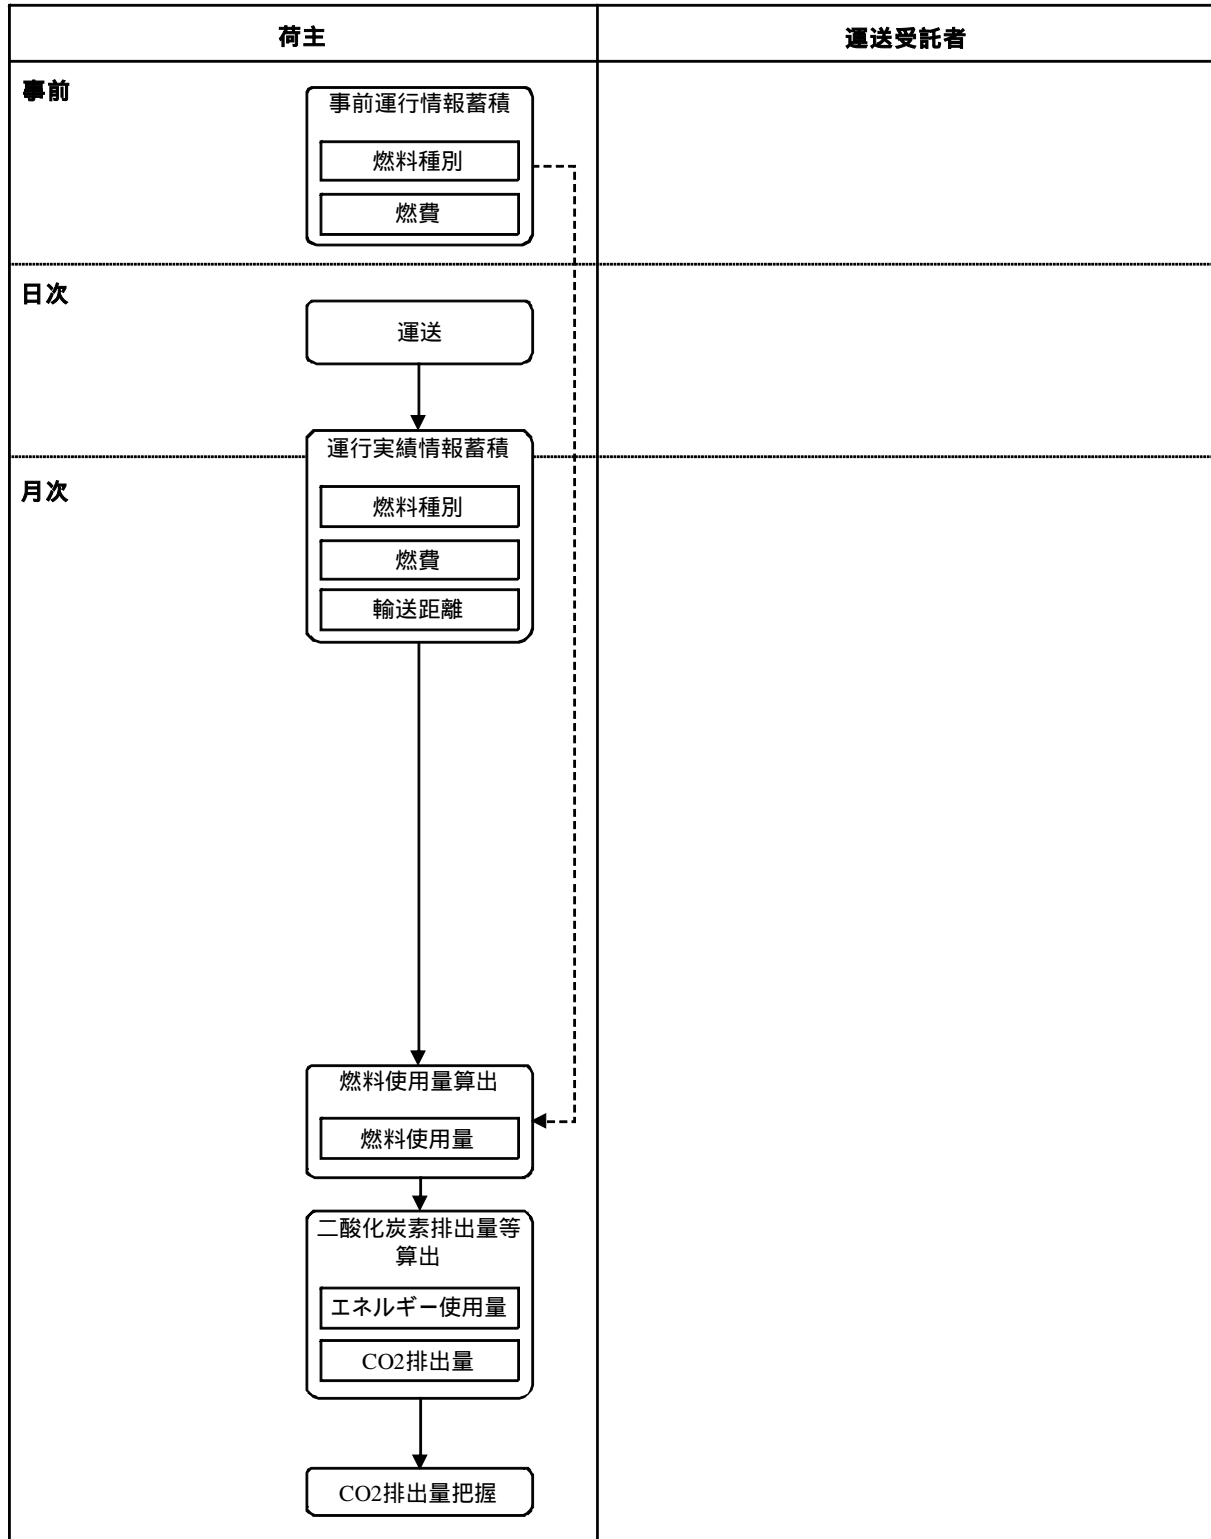 荷主
運送受託者
事前
事前運行情報蓄積
燃料種別
燃費
日次
運送
運行実績情報蓄積
月次
燃料種別
燃費
輸送距離
燃料使用量算出
燃料使用量
二酸化炭素排出量等
算出
エネルギー使用量
CO2排出量
CO2排出量把握